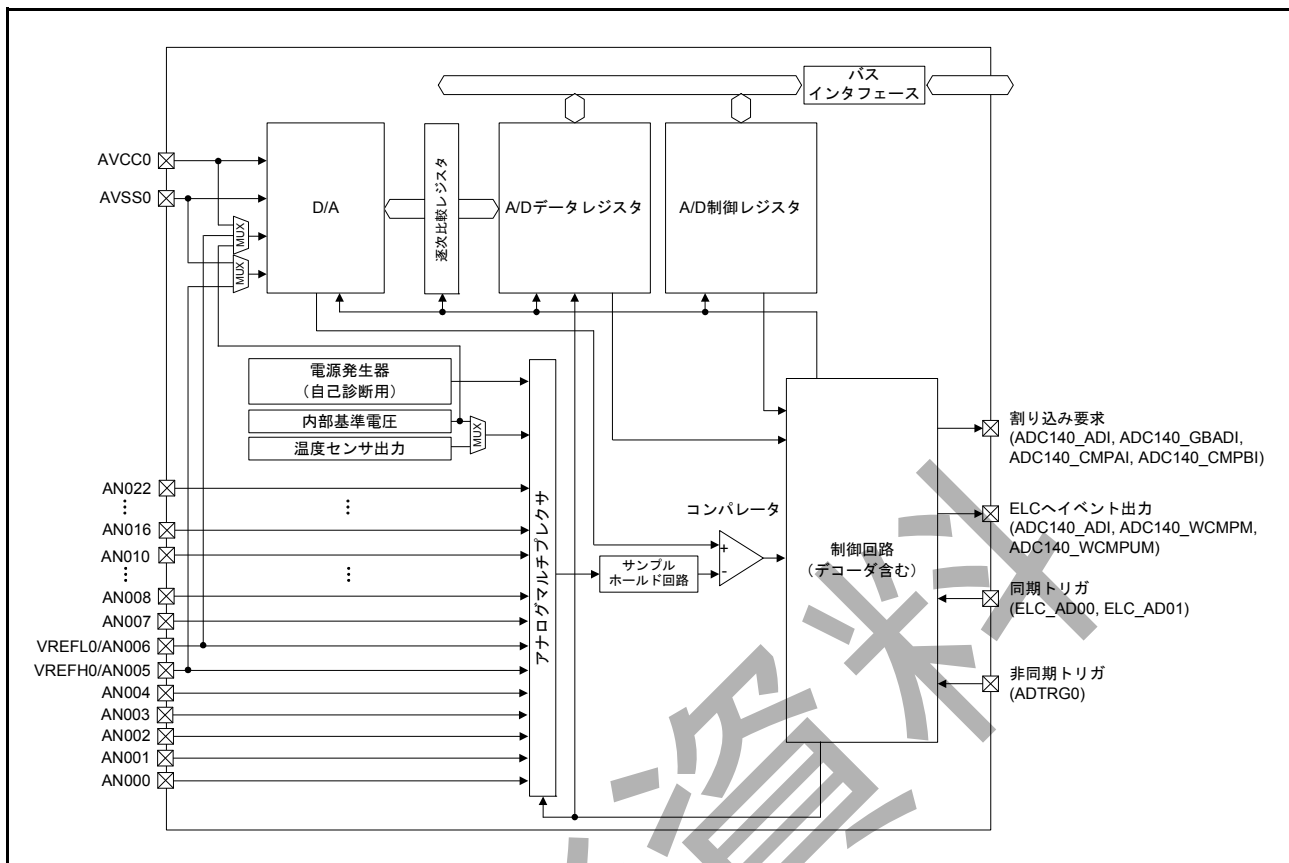 バス
インタフェース
AVCC0
AVSS0
MUX
MUX
D/A
逐次比較レジスタ
A/Dデータレジスタ
A/D制御レジスタ
電源発生器
(自己診断用)
内部基準電圧
温度センサ出力
MUX
アナログマルチプレクサ
AN022
⋮
AN016
AN010
⋮
AN008
AN007
VREFL0/AN006
VREFH0/AN005
AN004
AN003
AN002
AN001
AN000
⋮
⋮
サンプル
ホールド回路
コンパレータ
+
-
制御回路
(デコーダ含む)
割り込み要求
(ADC140_ADI, ADC140_GBADI,
ADC140_CMPAI, ADC140_CMPBI)
ELCへイベント出力
(ADC140_ADI, ADC140_WCMPM,
ADC140_WCMPUM)
同期トリガ
(ELC_AD00, ELC_AD01)
非同期トリガ
(ADTRG0)
資料